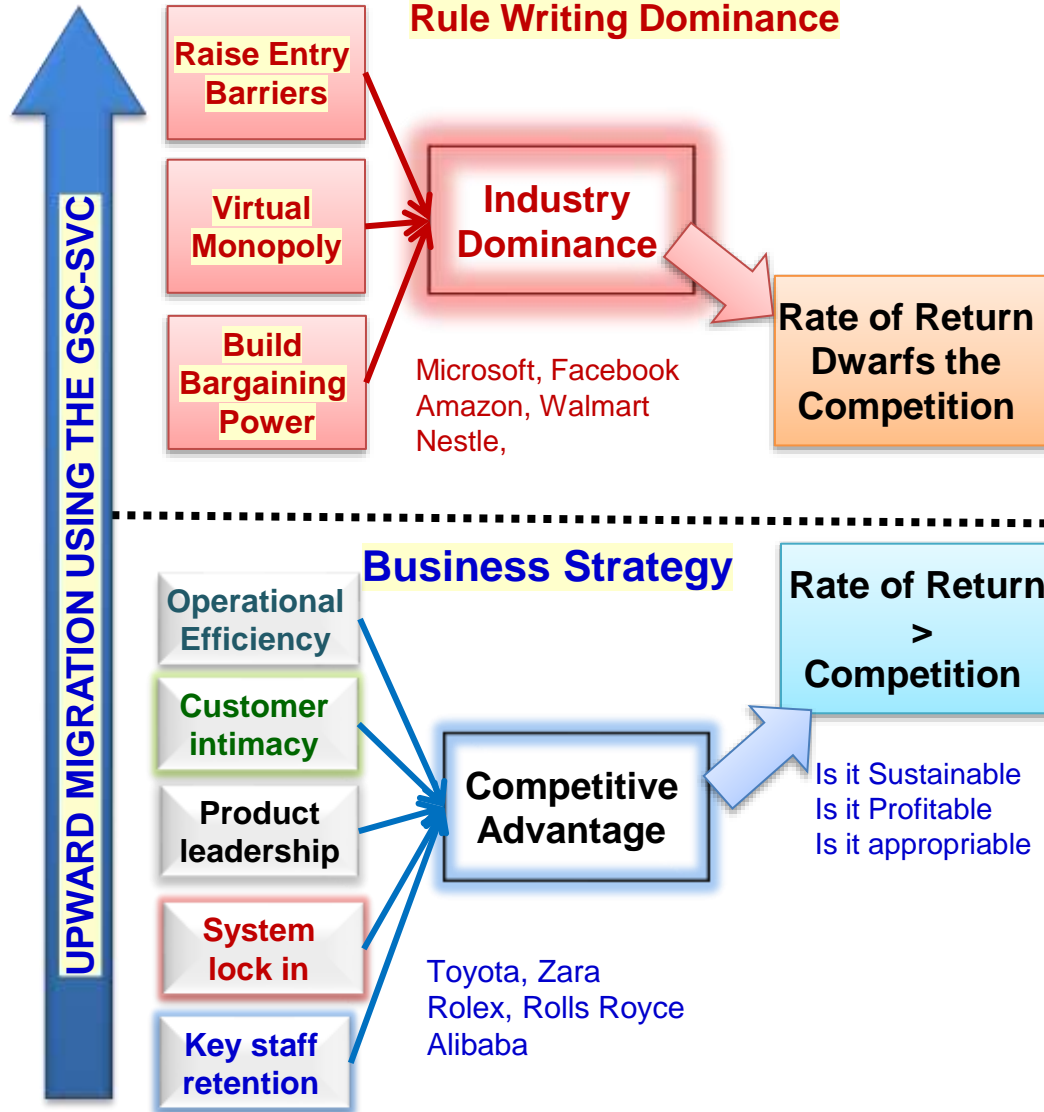 Rule Writing Dominance
Raise Entry
Barriers
Virtual
Monopoly
Build
Bargaining
Power
Industry
Dominance
Rate of Return
Dwarfs the
Competition
Microsoft, Facebook
Amazon, Walmart
Nestle,
UPWARD MIGRATION USING THE GSC-SVC
Business Strategy
Operational
Efficiency
Customer
intimacy
Product
leadership
System
lock in
Key staff
retention
Competitive
Advantage
Rate of Return
>
Competition
Is it Sustainable
Is it Profitable
Is it appropriable
Toyota, Zara
Rolex, Rolls Royce
Alibaba